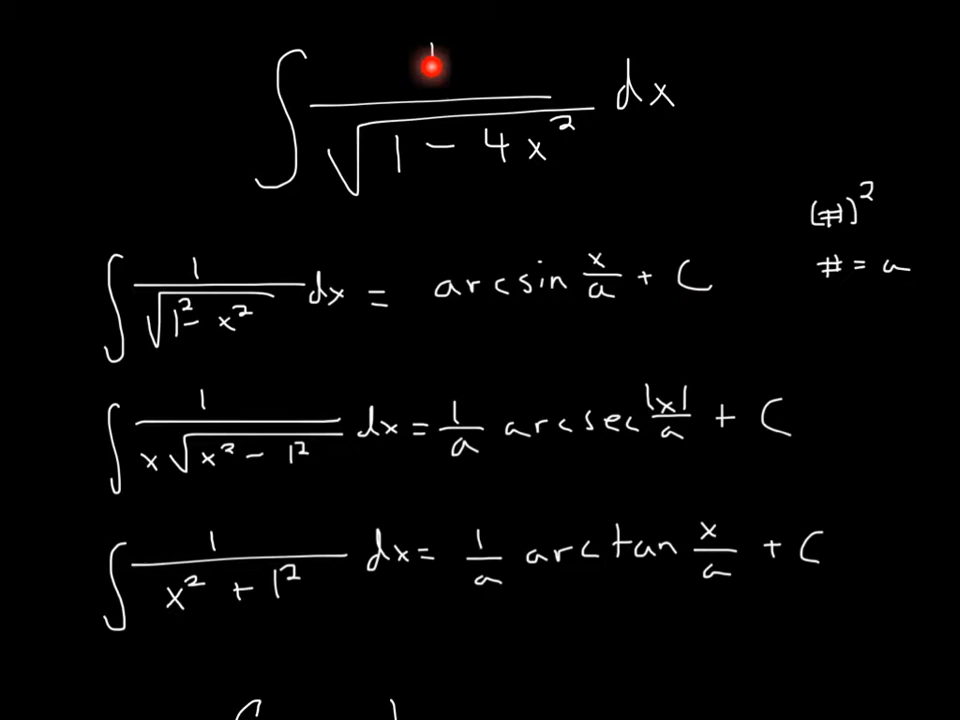 ∫ 1/√(1 - 4x²) dx
(#)²
# = a
∫ 1/√(1² - x²) dx = arcsin x/a + C
∫ 1/(x√(x² - 1²)) dx = 1/a arcsec |x|/a + C
∫ 1/(x² + 1²) dx = 1/a arctan x/a + C